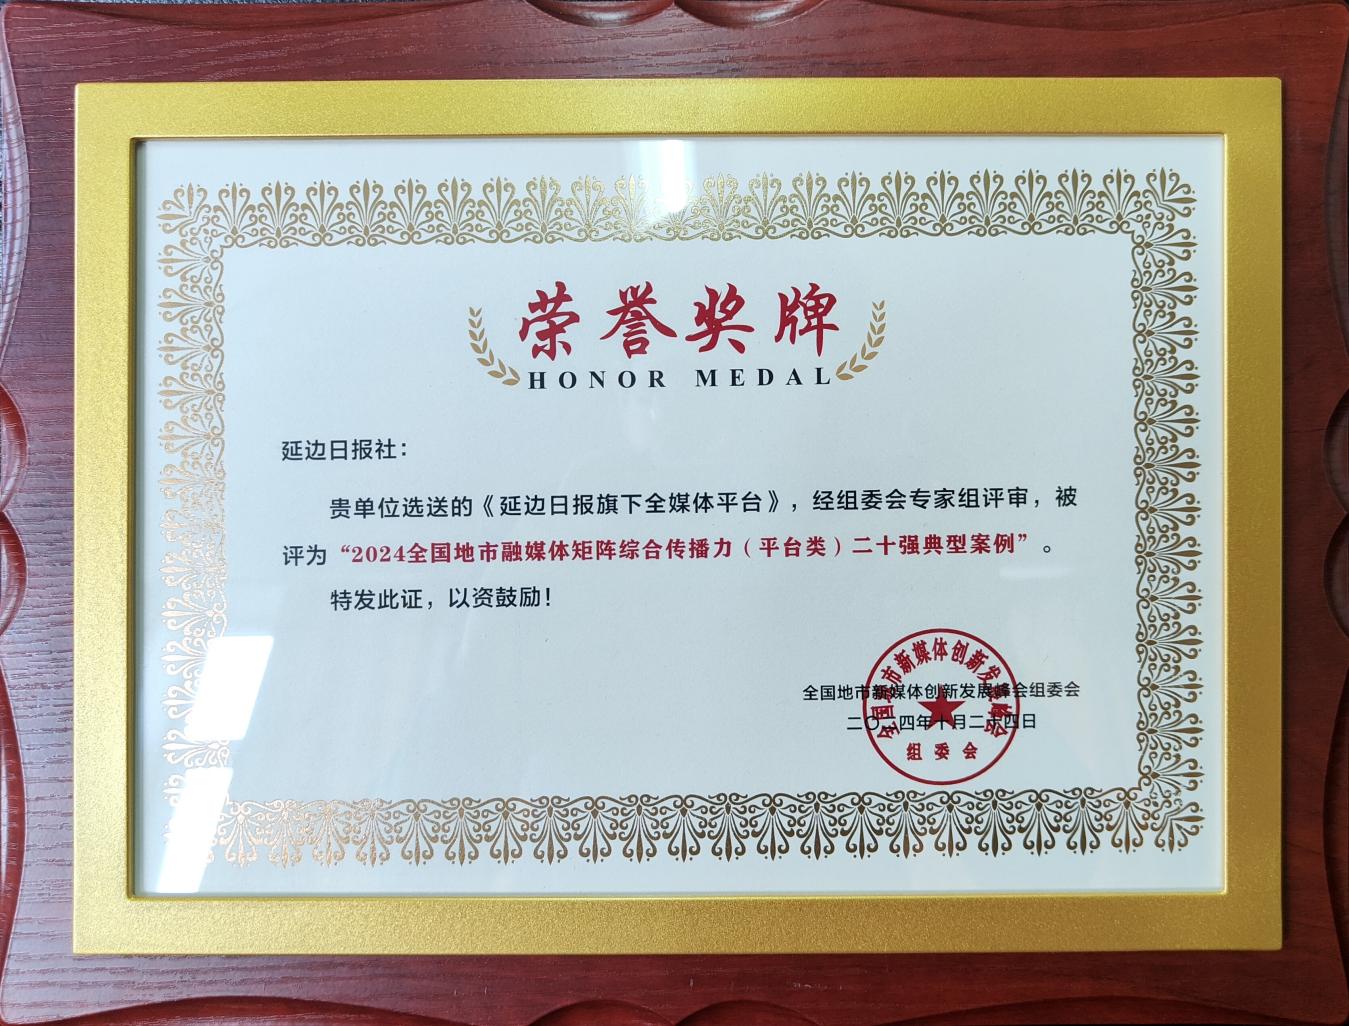 荣誉奖牌
HONOR MEDAL
延边日报社：
贵单位选送的《延边日报旗下全媒体平台》，经组委会专家组评审，被
评为“2024全国地市融媒体矩阵综合传播力（平台类）二十强典型案例”。
特发此证，以资鼓励！
全国地市新媒体创新发展峰会组委会
二〇二四年十月二十四日
全国地市新媒体创新发展峰会
组委会